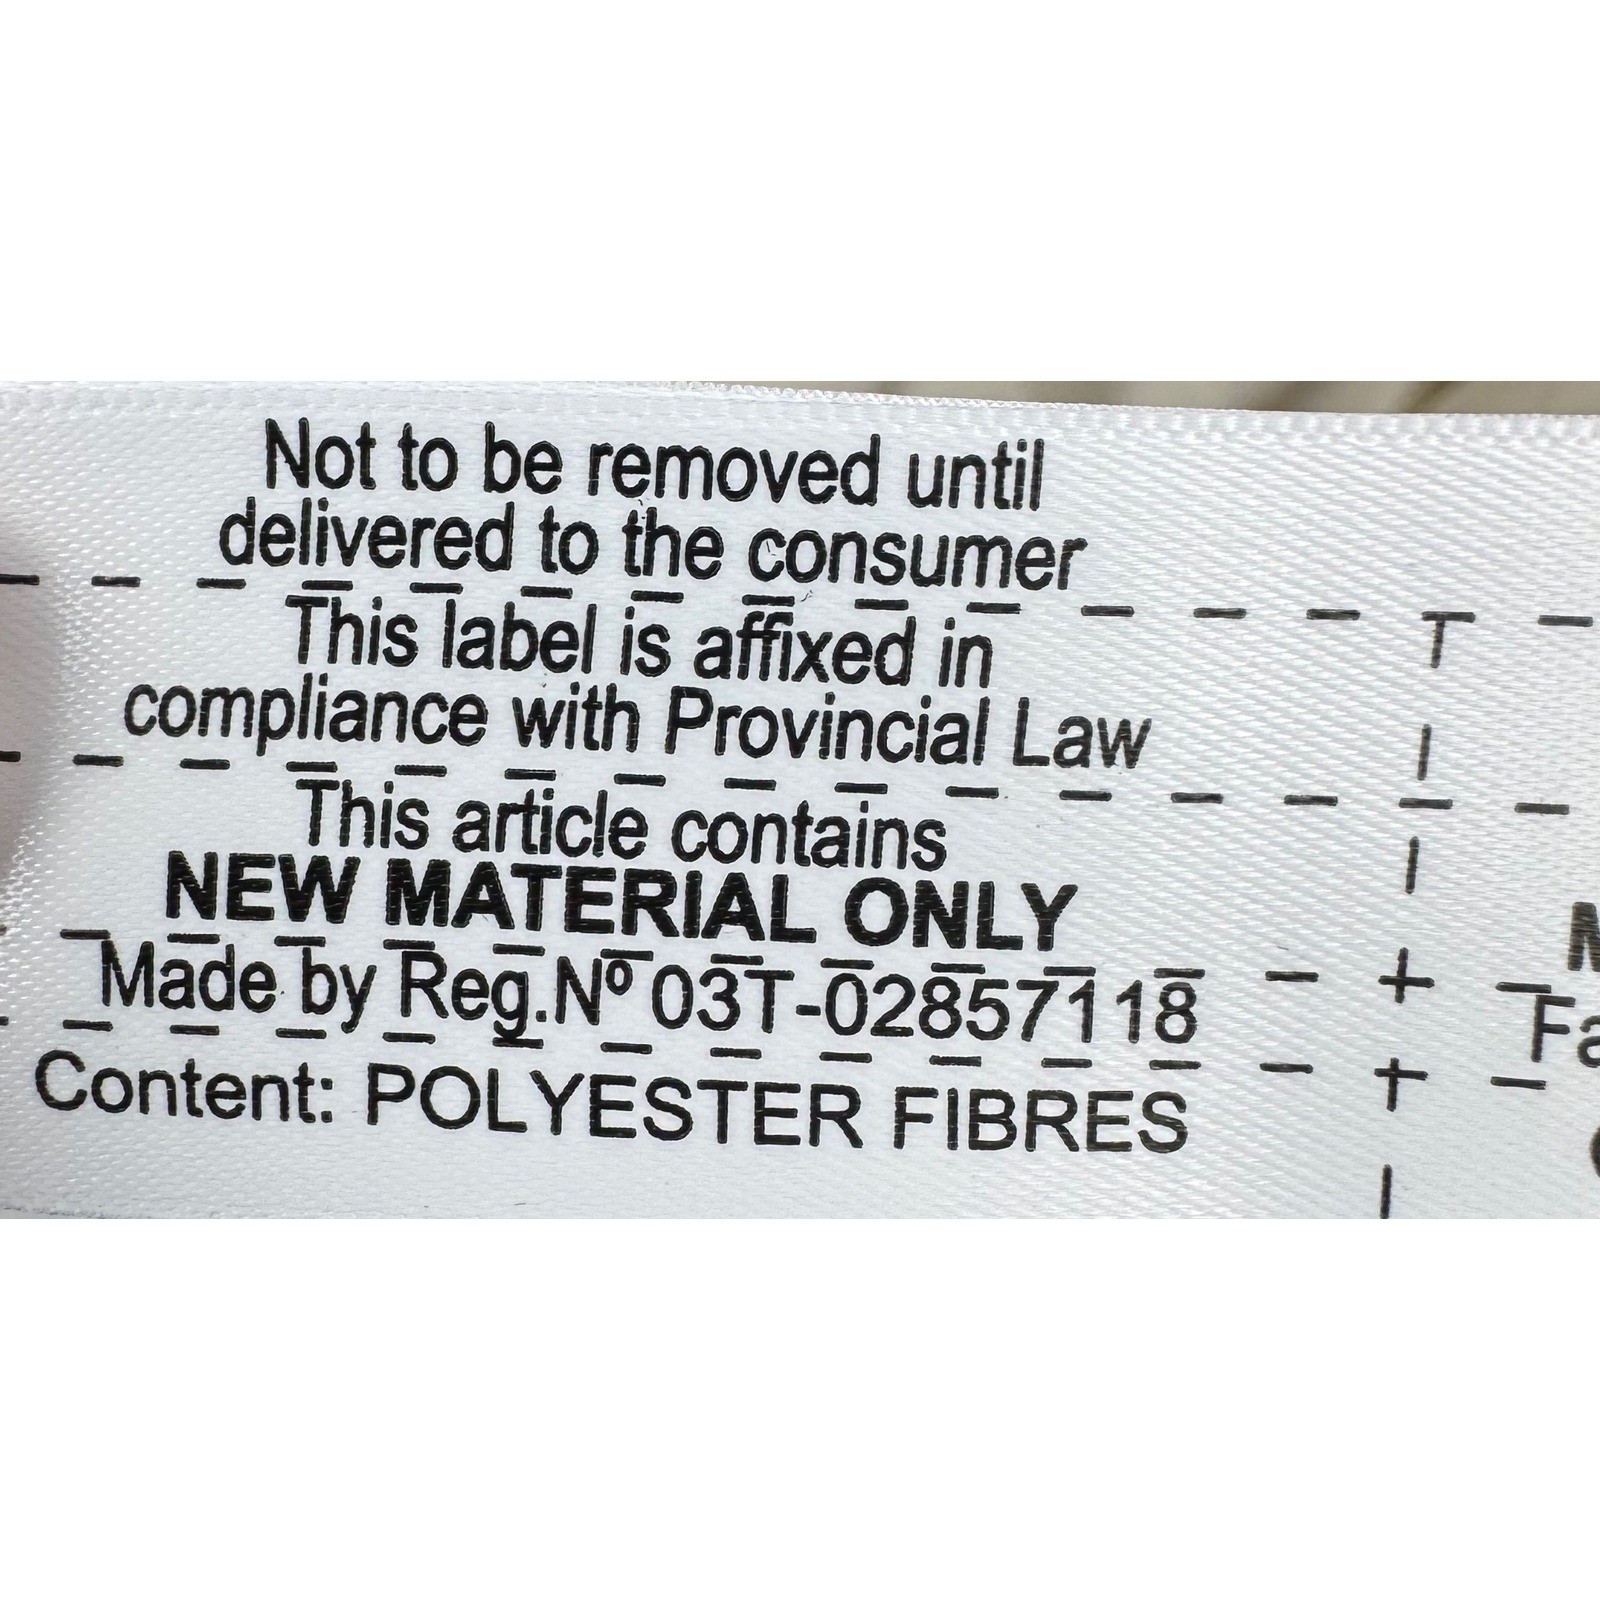 Not to be removed until
delivered to the consumer
This label is affixed in
compliance with Provincial Law
This article contains
NEW MATERIAL ONLY
Made by Reg.Nº 03T-02857118
Content: POLYESTER FIBRES